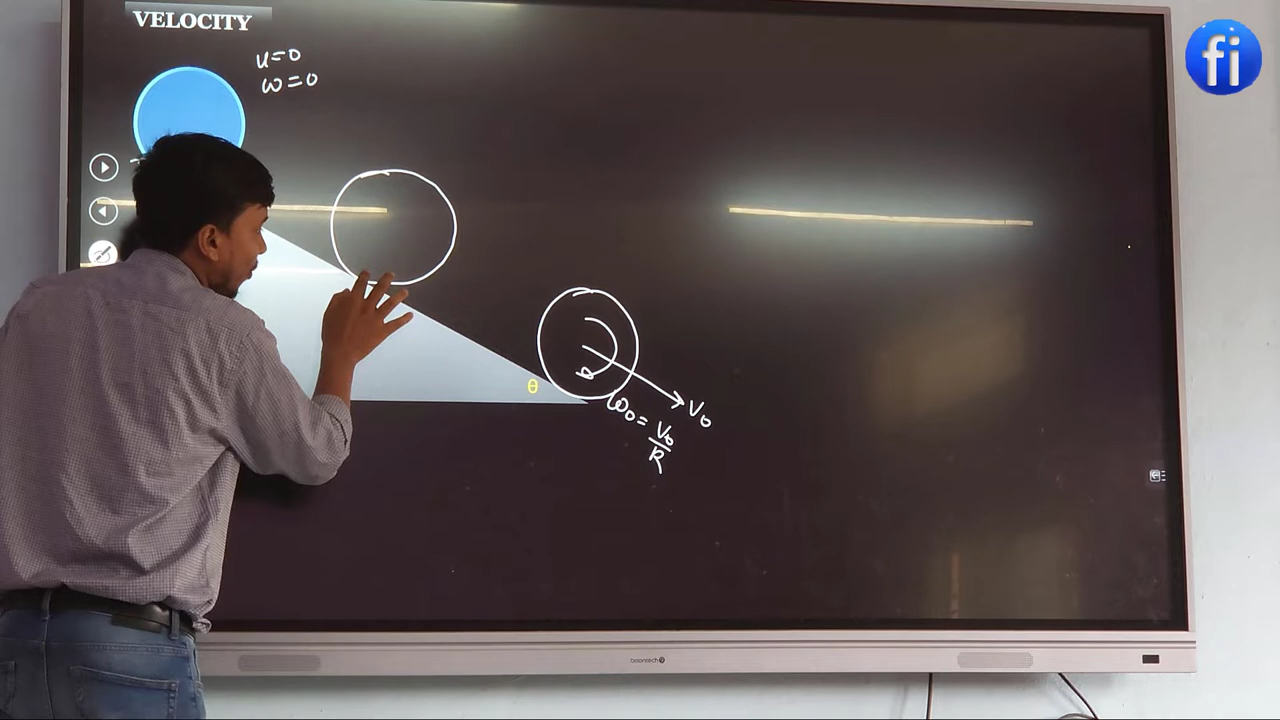 VELOCITY
u=0
ω=0
θ
V₀
ω₀ = V₀/R
fi